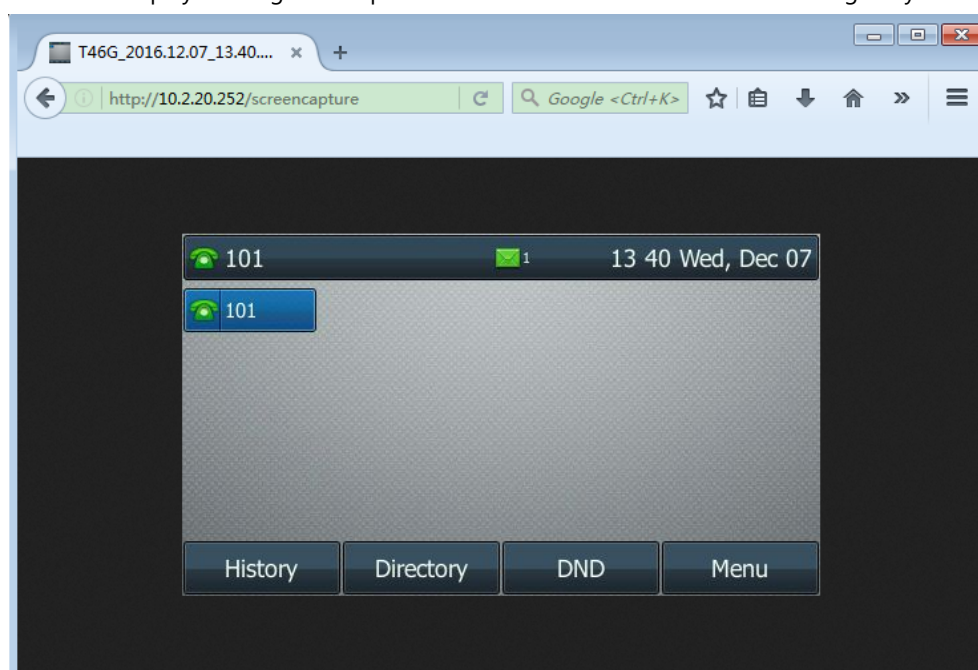 T46G_2016.12.07_13.40....
http://10.2.20.252/screencapture
Google <Ctrl+K>
101
1
13 40 Wed, Dec 07
101
History
Directory
DND
Menu